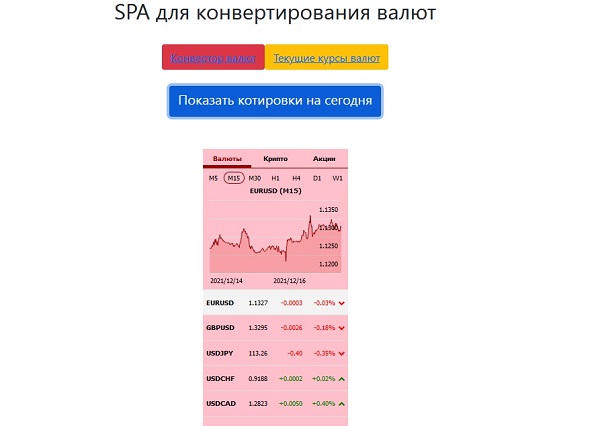 SPA для конвертирования валют
Конвертор валют Текущие курсы валют
Показать котировки на сегодня
Валюты Крипто Акции
M5 M15 M30 H1 H4 D1 W1
EURUSD (M15)
1.1350
1.1300
1.1250
1.1200
2021/12/14 2021/12/16
EURUSD 1.1327 -0.0003 -0.03%
GBPUSD 1.3295 -0.0026 -0.18%
USDJPY 113.26 -0.40 -0.35%
USDCHF 0.9188 +0.0002 +0.02%
USDCAD 1.2823 +0.0050 +0.40%